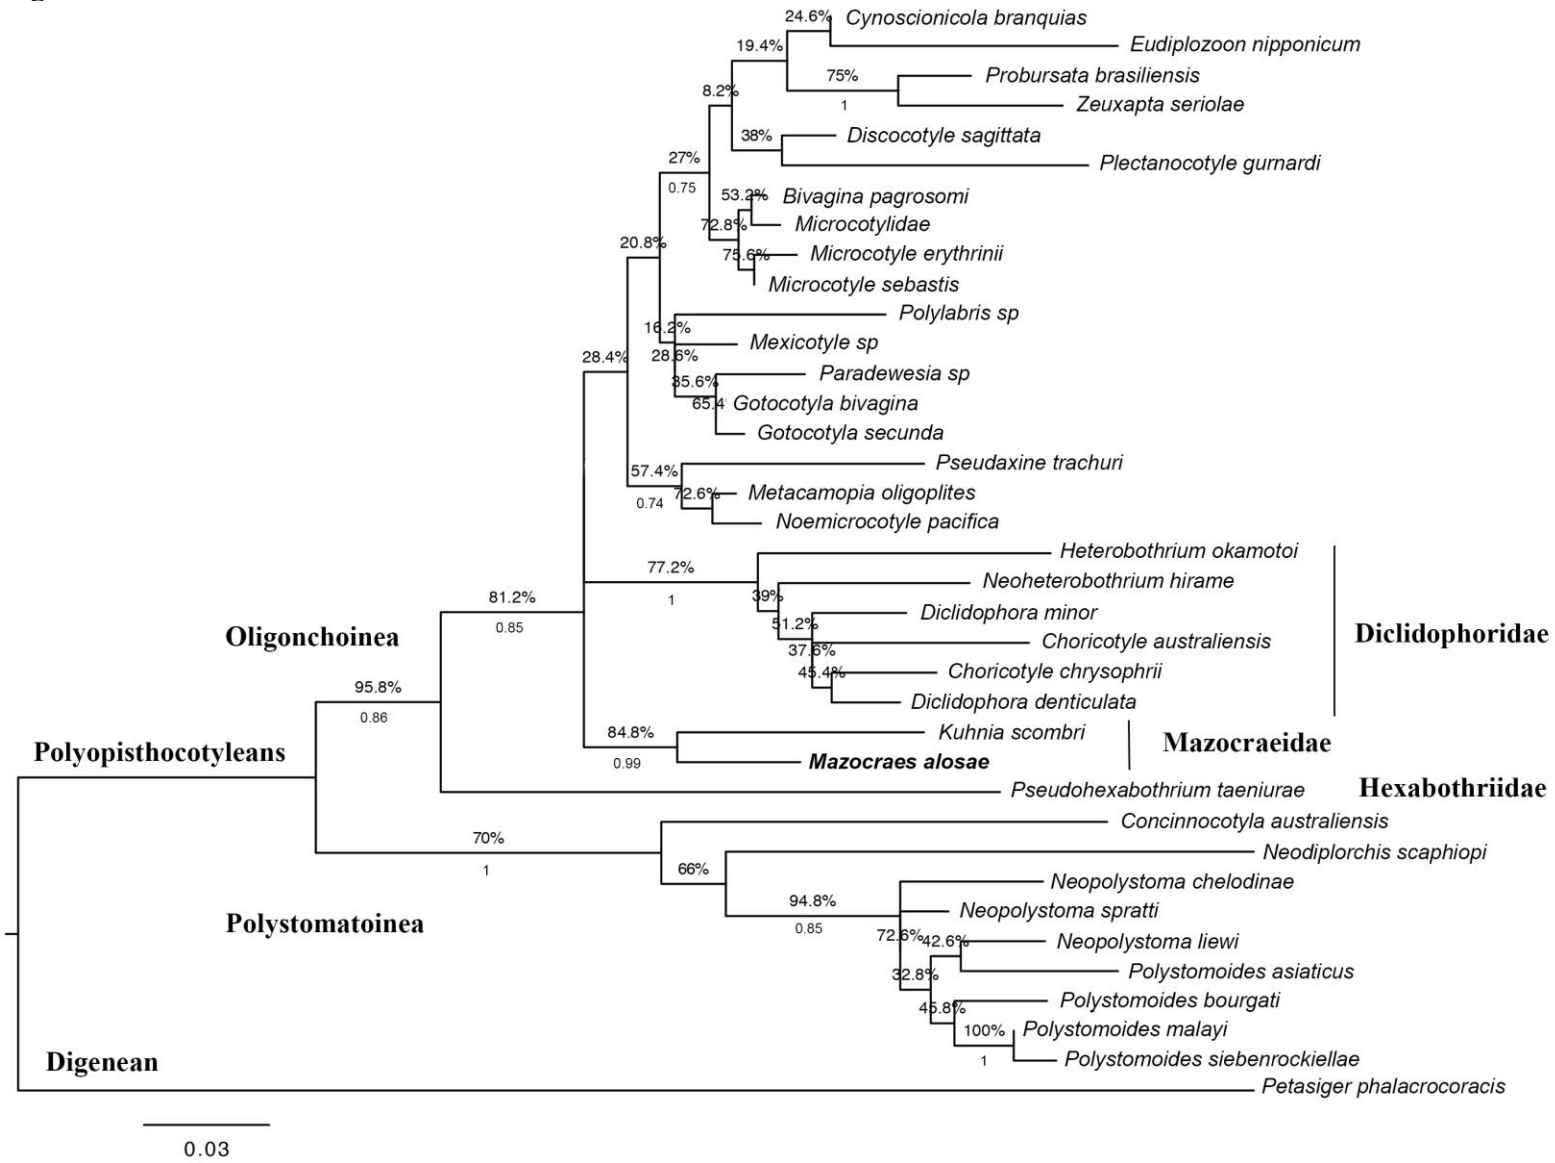 24.6% Cynoscionicola branquias
19.4% Eudiplozoon nipponicum
75% Probursata brasiliensis
8.2% 1 Zeuxapta seriolae
38% Discocotyle sagittata
27% Plectanocotyle gurnardi
0.75 53.2% Bivagina pagrosomi
72.8% Microcotylidae
20.8% 75.6% Microcotyle erythrinii
Microcotyle sebastis
Polylabris sp
16.2%
28.4% 28.6% Mexicotyle sp
35.6% Paradewesia sp
65.4 Gotocotyla bivagina
Gotocotyla secunda
57.4% Pseudaxine trachuri
0.74 72.6% Metacamopia oligoplites
Noemicrocotyle pacifica
77.2% Heterobothrium okamotoi
1 39% Neoheterobothrium hirame
81.2% 51.2% Diclidophora minor
0.85 37.6% Choricotyle australiensis
Oligonchoinea Diclidophoridae
45.4% Choricotyle chrysophrii
95.8% Diclidophora denticulata
0.86
84.8% Kuhnia scombri
Polyopisthocotyleans Mazocraeidae
0.99 Mazocraes alosae
Pseudohexabothrium taeniurae Hexabothriidae
70% Concinnocotyla australiensis
1 66% Neodiplorchis scaphiopi
94.8% Neopolystoma chelodinae
Polystomatoinea 0.85 Neopolystoma spratti
72.6% 42.6% Neopolystoma liewi
32.8% Polystomoides asiaticus
45.8% Polystomoides bourgati
100% Polystomoides malayi
Digenean 1 Polystomoides siebenrockiellae
Petasiger phalacrocoracis
0.03